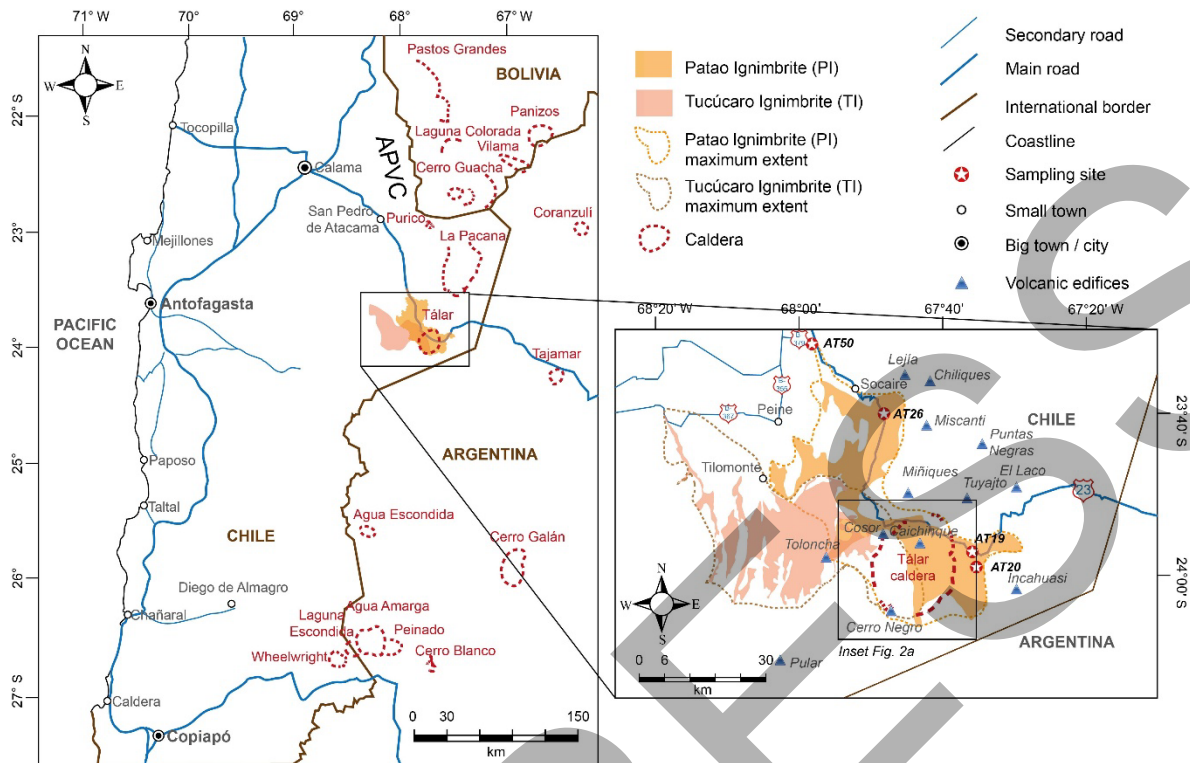 71° W
70°
69°
68°
67° W
N
W
E
S
22° S
23°
24°
25°
26°
27° S
Pastos Grandes
BOLIVIA
Panizos
Laguna Colorada
Vilama
Cerro Guacha
APVC
Tocopilla
Calama
San Pedro
de Atacama
Purico
Coranzulí
La Pacana
Mejillones
Antofagasta
PACIFIC
OCEAN
Tálar
Tajamar
ARGENTINA
Paposo
Taltal
Agua Escondida
Cerro Galán
CHILE
Diego de Almagro
Chañaral
Agua Amarga
Laguna
Escondida
Peinado
Wheelwright
Cerro Blanco
Caldera
Copiapó
0 30 150
km
Patao Ignimbrite (PI)
Tucúcaro Ignimbrite (TI)
Patao Ignimbrite (PI)
maximum extent
Tucúcaro Ignimbrite (TI)
maximum extent
Caldera
Secondary road
Main road
International border
Coastline
Sampling site
Small town
Big town / city
Volcanic edifices
68°20' W
68°00'
67°40'
67°20' W
23°40' S
24°00' S
AT50
Lejía
Chiliques
Socaire
Peine
AT26
Miscanti
CHILE
Puntas
Negras
Tilomonte
Miñiques
El Laco
Tuyajto
23
Cosor
Caichinque
AT19
Toloncha
Tálar
caldera
AT20
Incahuasi
N
W
E
S
Cerro Negro
ARGENTINA
Inset Fig. 2a
Pular
0 6 30
km